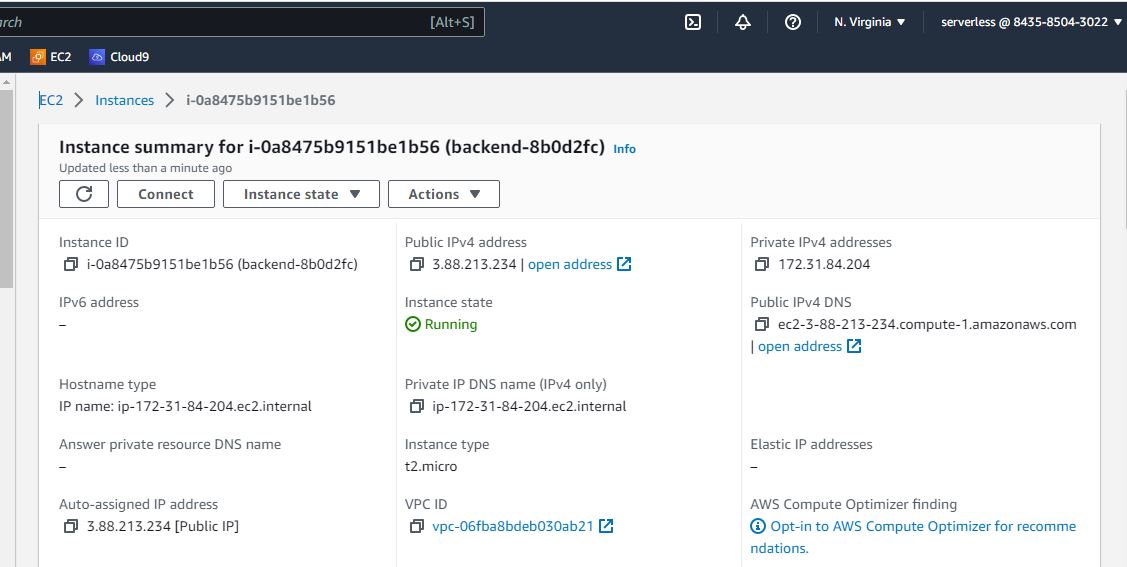 [Alt+S]
N. Virginia
serverless @ 8435-8504-3022
EC2
Cloud9
EC2
Instances
i-0a8475b9151be1b56
Instance summary for i-0a8475b9151be1b56 (backend-8b0d2fc) Info
Updated less than a minute ago
Connect
Instance state
Actions
Instance ID
i-0a8475b9151be1b56 (backend-8b0d2fc)
Public IPv4 address
3.88.213.234 | open address
Private IPv4 addresses
172.31.84.204
IPv6 address
–
Instance state
Running
Public IPv4 DNS
ec2-3-88-213-234.compute-1.amazonaws.com
| open address
Hostname type
IP name: ip-172-31-84-204.ec2.internal
Private IP DNS name (IPv4 only)
ip-172-31-84-204.ec2.internal
Answer private resource DNS name
–
Instance type
t2.micro
Elastic IP addresses
–
Auto-assigned IP address
3.88.213.234 [Public IP]
VPC ID
vpc-06fba8bdeb030ab21
AWS Compute Optimizer finding
Opt-in to AWS Compute Optimizer for recomme
ndations.